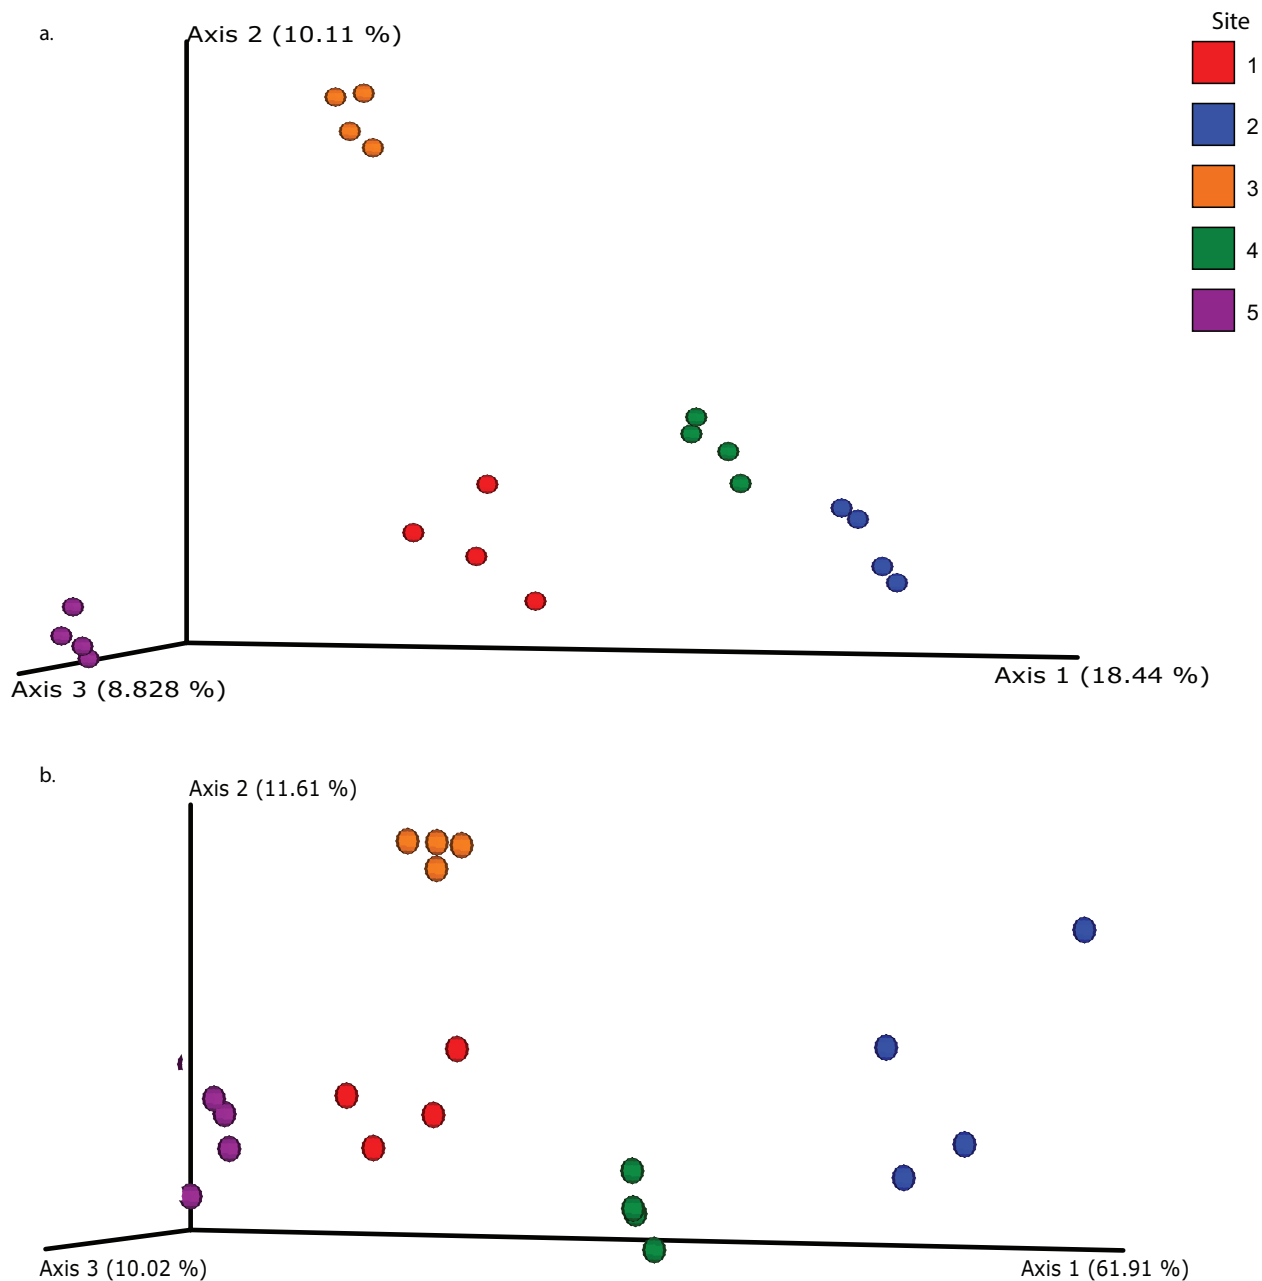 a.
Axis 2 (10.11 %)
Site
1
2
3
4
5
Axis 3 (8.828 %)
Axis 1 (18.44 %)
b.
Axis 2 (11.61 %)
Axis 3 (10.02 %)
Axis 1 (61.91 %)